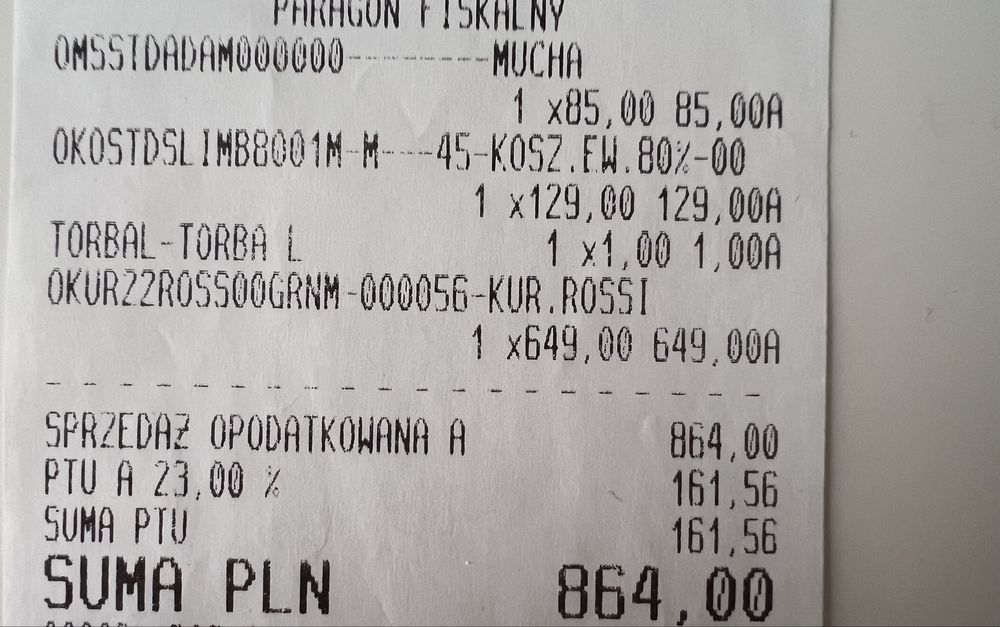 PARAGON FISKALNY
OMSSTDADAM000000-------MUCHA
1 x85,00 85,00A
OKOSTDSLIMB8001M-M---45-KOSZ.EW.80%-00
1 x129,00 129,00A
TORBAL-TORBA L 1 x1,00 1,00A
OKUR22ROSS00GRNM-000056-KUR.ROSSI
1 x649,00 649,00A
SPRZEDAŻ OPODATKOWANA A 864,00
PTU A 23,00 % 161,56
SUMA PTU 161,56
SUMA PLN 864,00